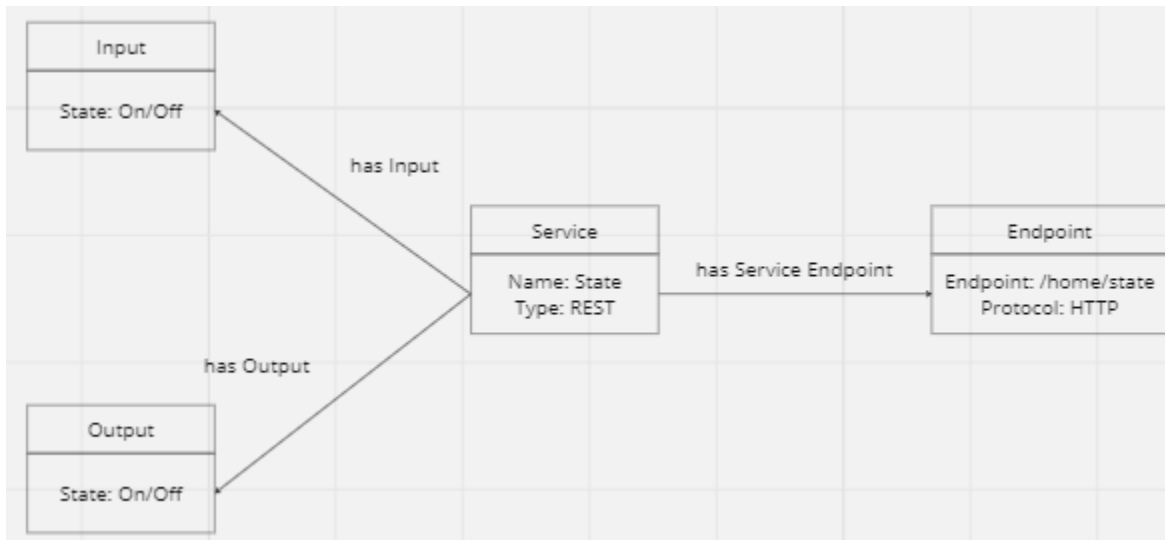 Input
State: On/Off
has Input
Service
Name: State
Type: REST
has Service Endpoint
Endpoint
Endpoint: /home/state
Protocol: HTTP
has Output
Output
State: On/Off